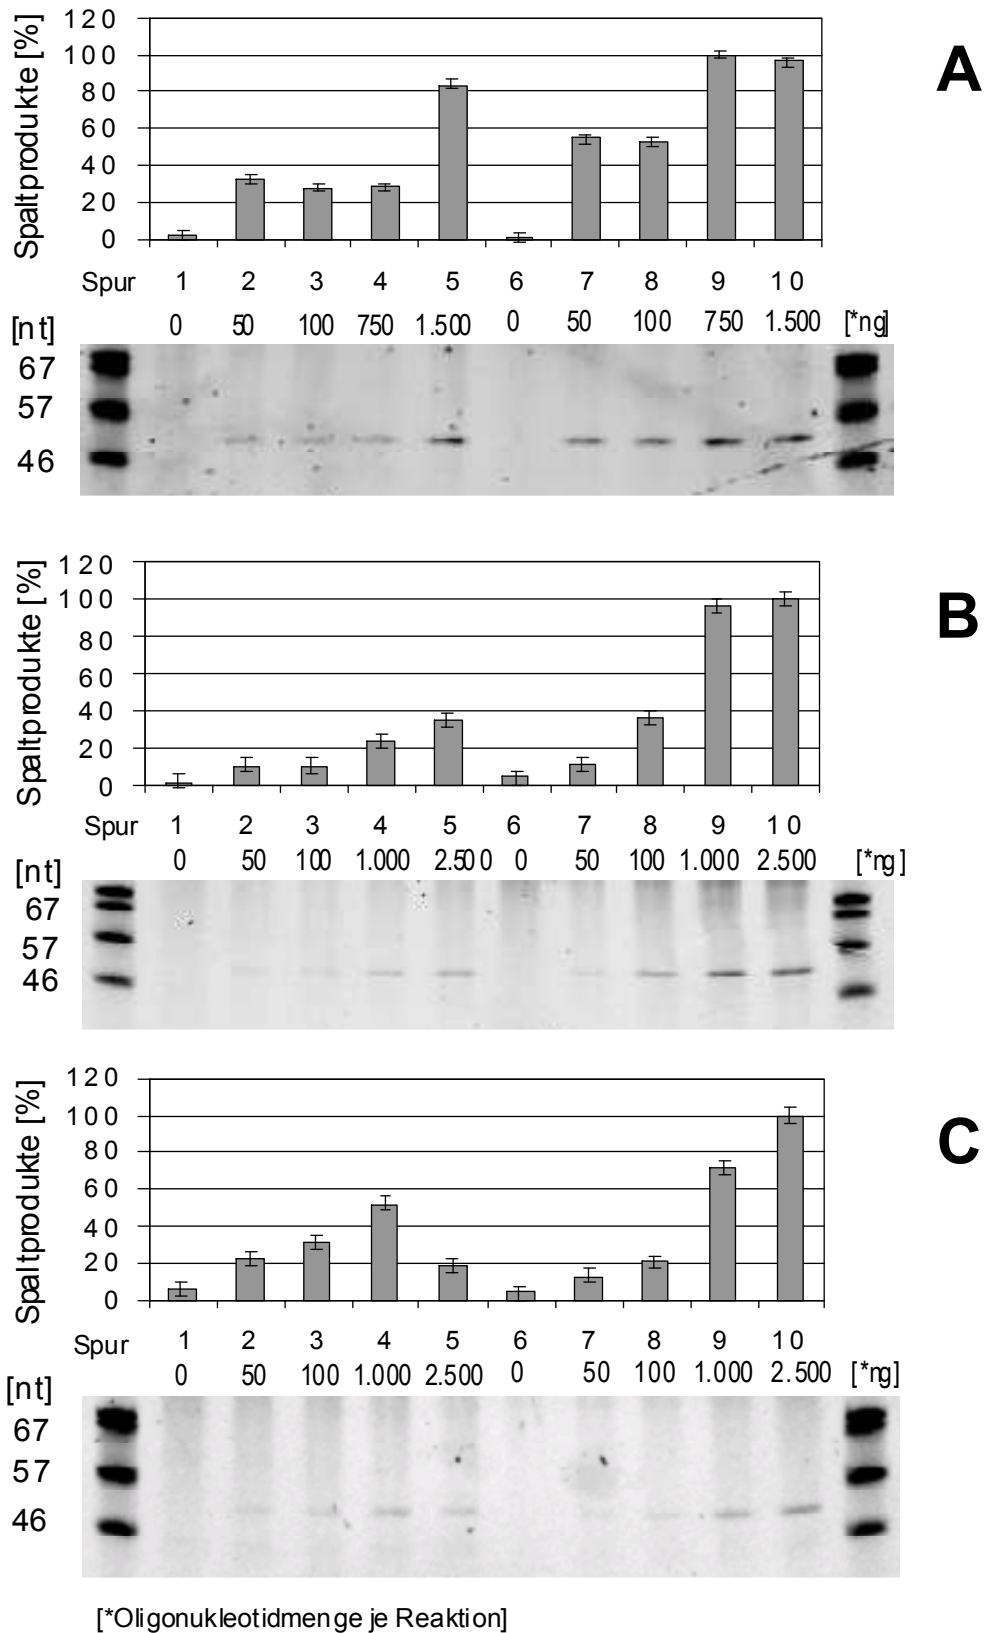 Spaltprodukte [%]
120
100
80
60
40
20
0
A
Spur 1 2 3 4 5 6 7 8 9 10
[nt] 0 50 100 750 1.500 0 50 100 750 1.500 [*ng]
67
57
46
Spaltprodukte [%]
120
100
80
60
40
20
0
B
Spur 1 2 3 4 5 6 7 8 9 10
[nt] 0 50 100 1.000 2.500 0 50 100 1.000 2.500 [*ng]
67
57
46
Spaltprodukte [%]
120
100
80
60
40
20
0
C
Spur 1 2 3 4 5 6 7 8 9 10
[nt] 0 50 100 1.000 2.500 0 50 100 1.000 2.500 [*ng]
67
57
46
[*Oligonukleotidmenge je Reaktion]